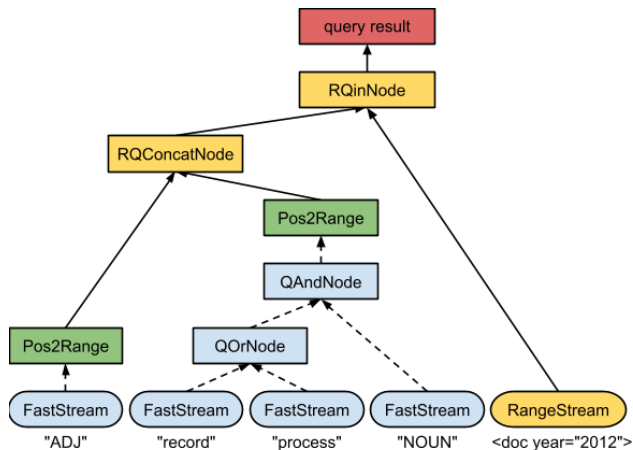 query result
RQinNode
RQConcatNode
Pos2Range
QAndNode
Pos2Range
QOrNode
FastStream
FastStream
FastStream
FastStream
RangeStream
"ADJ"
"record"
"process"
"NOUN"
<doc year="2012">